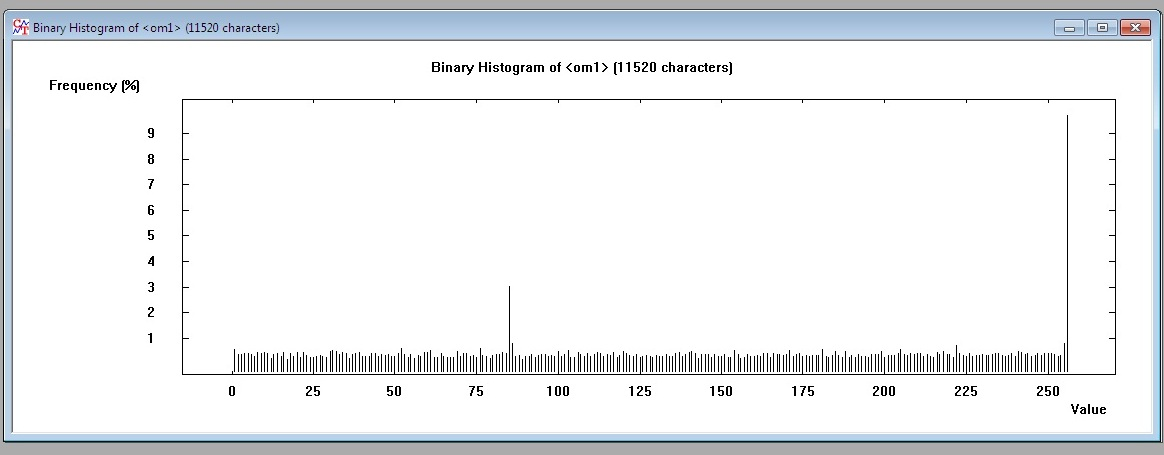 Binary Histogram of <om1> (11520 characters)
Binary Histogram of <om1> (11520 characters)
Frequency (%)
9
8
7
6
5
4
3
2
1
0 25 50 75 100 125 150 175 200 225 250
Value